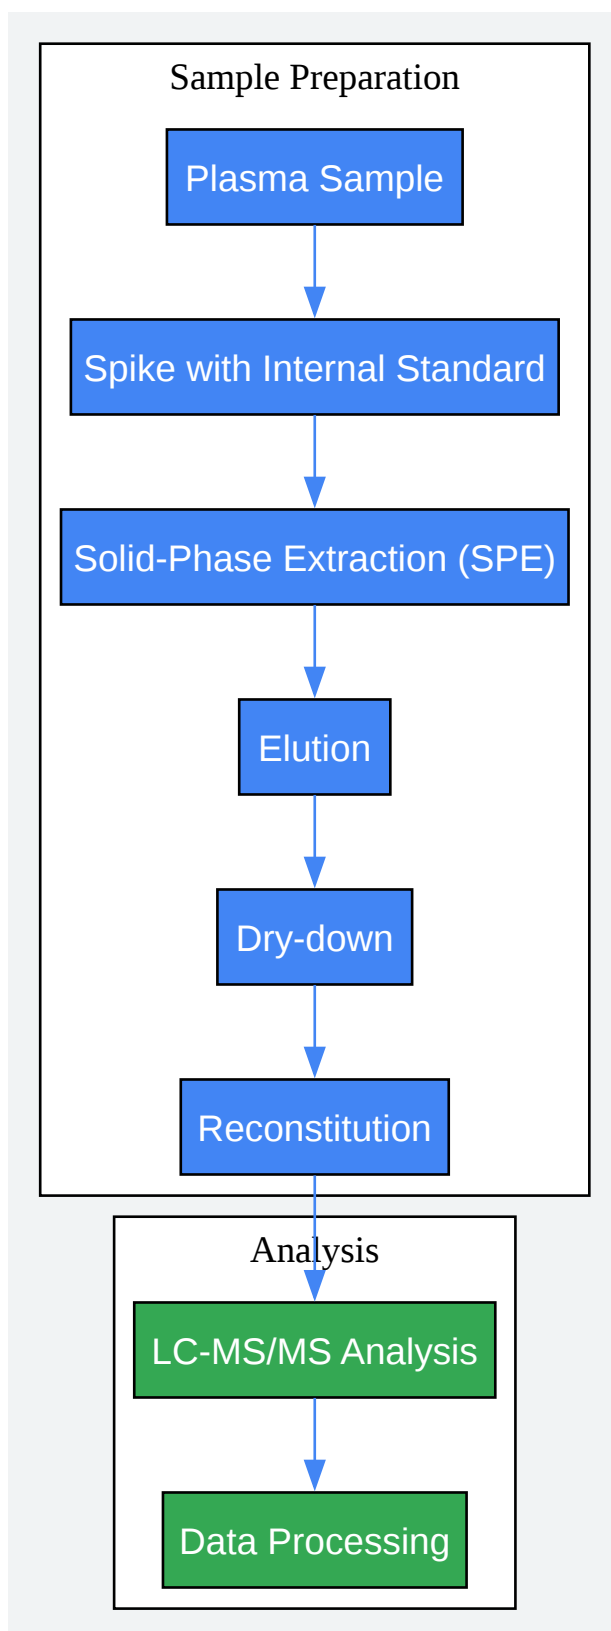 Sample Preparation
Plasma Sample
Spike with Internal Standard
Solid-Phase Extraction (SPE)
Elution
Dry-down
Reconstitution
Analysis
LC-MS/MS Analysis
Data Processing